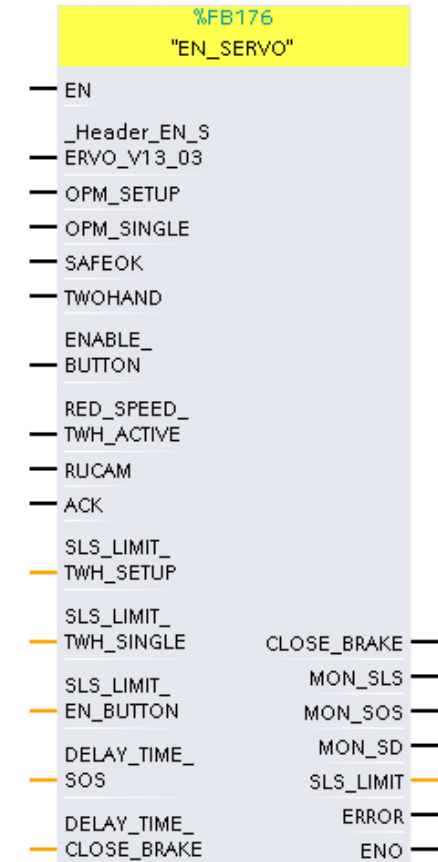 %FB176
"EN_SERVO"
EN
_Header_EN_S
ERVO_V13_03
OPM_SETUP
OPM_SINGLE
SAFEOK
TWOHAND
ENABLE_
BUTTON
RED_SPEED_
TWH_ACTIVE
RUCAM
ACK
SLS_LIMIT_
TWH_SETUP
SLS_LIMIT_
TWH_SINGLE
SLS_LIMIT_
EN_BUTTON
DELAY_TIME_
SOS
DELAY_TIME_
CLOSE_BRAKE
CLOSE_BRAKE
MON_SLS
MON_SOS
MON_SD
SLS_LIMIT
ERROR
ENO